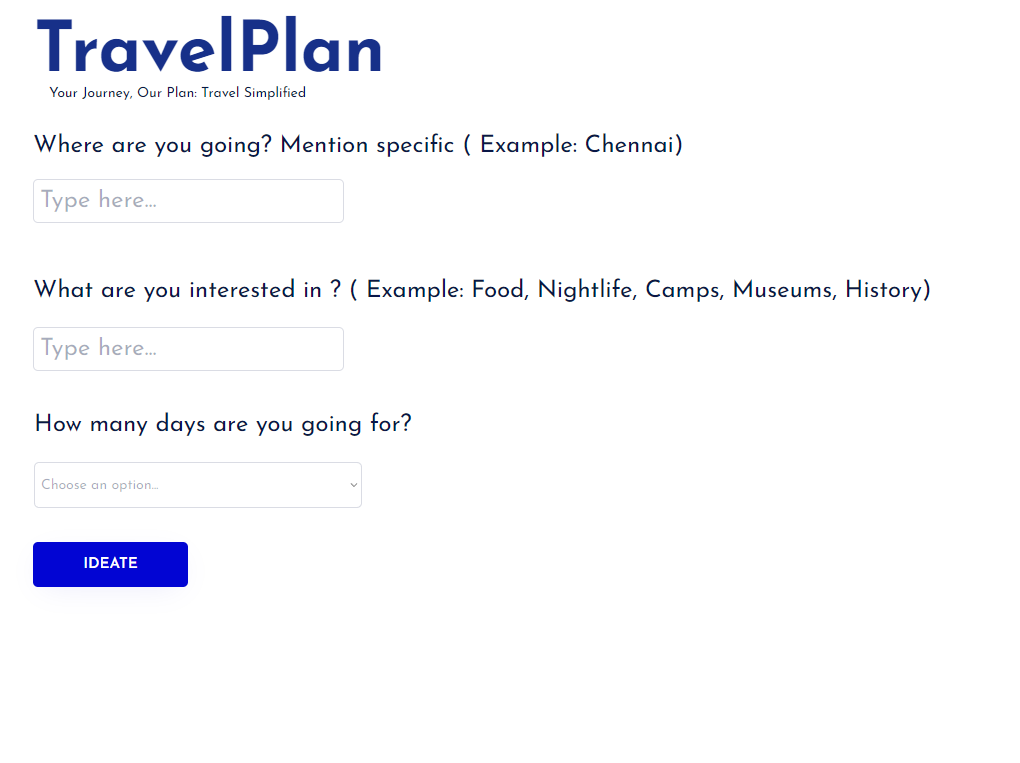 TravelPlan
Your Journey, Our Plan: Travel Simplified
Where are you going? Mention specific ( Example: Chennai)
Type here...
What are you interested in ? ( Example: Food, Nightlife, Camps, Museums, History)
Type here...
How many days are you going for?
Choose an option...
IDEATE